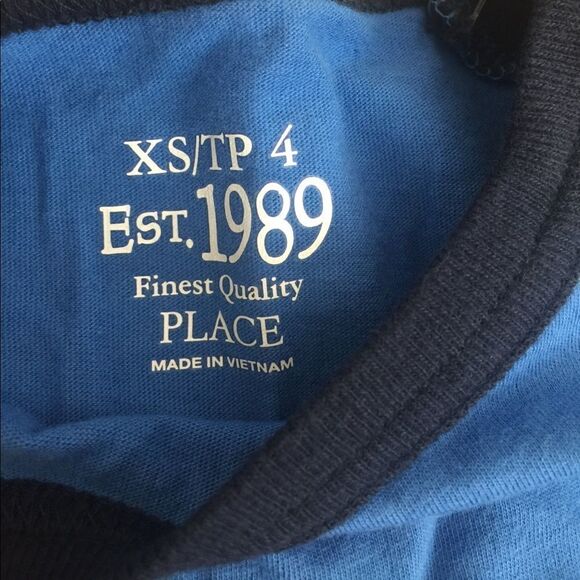 XS/TP 4
EST. 1989
Finest Quality
PLACE
MADE IN VIETNAM